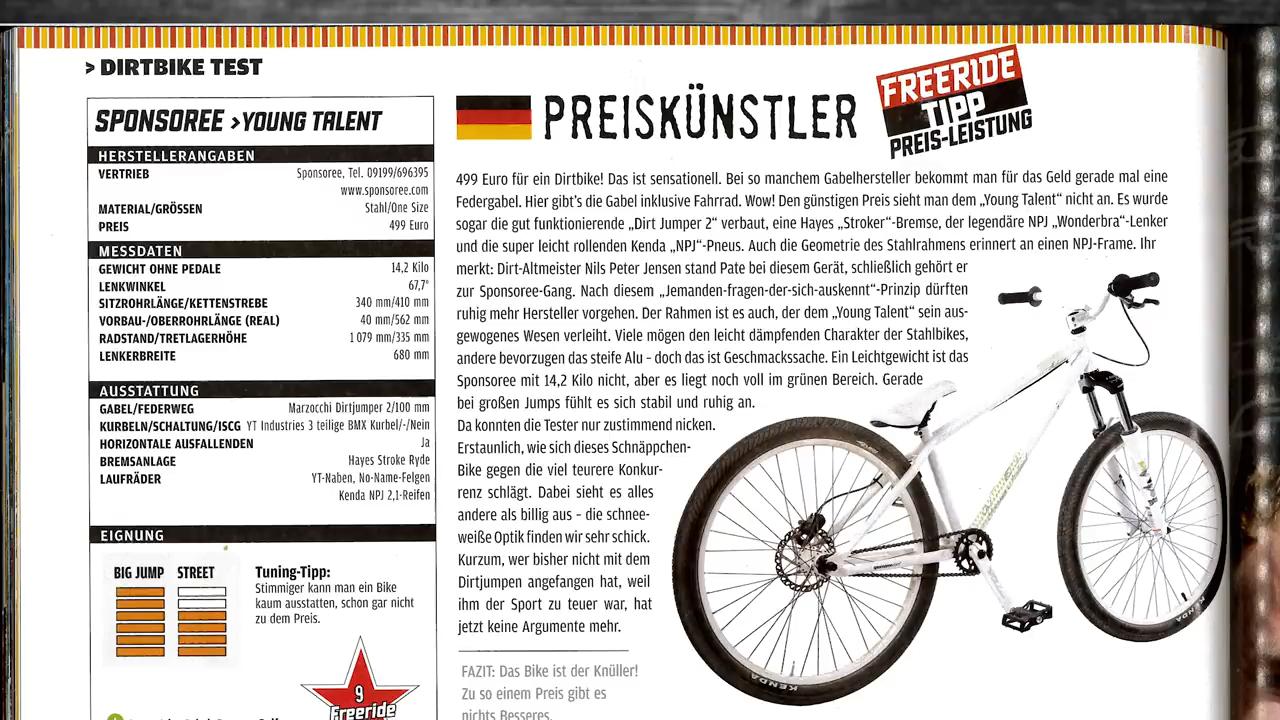 > DIRTBIKE TEST
SPONSOREE >YOUNG TALENT
HERSTELLERANGABEN
VERTRIEB Sponsoree, Tel. 09199/696395
www.sponsoree.com
MATERIAL/GRÖSSEN Stahl/One Size
PREIS 499 Euro
MESSDATEN
GEWICHT OHNE PEDALE 14,2 Kilo
LENKWINKEL 67,7°
SITZROHRLÄNGE/KETTENSTREBE 340 mm/410 mm
VORBAU-/OBERROHRLÄNGE (REAL) 40 mm/562 mm
RADSTAND/TRETLAGERHÖHE 1 079 mm/335 mm
LENKERBREITE 680 mm
AUSSTATTUNG
GABEL/FEDERWEG Marzocchi Dirtjumper 2/100 mm
KURBELN/SCHALTUNG/ISCG YT Industries 3 teilige BMX Kurbel/-/Nein
HORIZONTALE AUSFALLENDEN Ja
BREMSANLAGE Hayes Stroke Ryde
LAUFRÄDER YT-Naben, No-Name-Felgen
Kenda NPJ 2,1-Reifen
EIGNUNG
BIG JUMP STREET
Tuning-Tipp:
Stimmiger kann man ein Bike
kaum ausstatten, schon gar nicht
zu dem Preis.
9
Freeride
PREISKÜNSTLER
FREERIDE
TIPP
PREIS-LEISTUNG
499 Euro für ein Dirtbike! Das ist sensationell. Bei so manchem Gabelhersteller bekommt man für das Geld gerade mal eine
Federgabel. Hier gibt's die Gabel inklusive Fahrrad. Wow! Den günstigen Preis sieht man dem „Young Talent" nicht an. Es wurde
sogar die gut funktionierende „Dirt Jumper 2" verbaut, eine Hayes „Stroker"-Bremse, der legendäre NPJ „Wonderbra"-Lenker
und die super leicht rollenden Kenda „NPJ"-Pneus. Auch die Geometrie des Stahlrahmens erinnert an einen NPJ-Frame. Ihr
merkt: Dirt-Altmeister Nils Peter Jensen stand Pate bei diesem Gerät, schließlich gehört er
zur Sponsoree-Gang. Nach diesem „Jemanden-fragen-der-sich-auskennt"-Prinzip dürften
ruhig mehr Hersteller vorgehen. Der Rahmen ist es auch, der dem „Young Talent" sein aus-
gewogenes Wesen verleiht. Viele mögen den leicht dämpfenden Charakter der Stahlbikes,
andere bevorzugen das steife Alu – doch das ist Geschmackssache. Ein Leichtgewicht ist das
Sponsoree mit 14,2 Kilo nicht, aber es liegt noch voll im grünen Bereich. Gerade
bei großen Jumps fühlt es sich stabil und ruhig an.
Da konnten die Tester nur zustimmend nicken.
Erstaunlich, wie sich dieses Schnäppchen-
Bike gegen die viel teurere Konkur-
renz schlägt. Dabei sieht es alles
andere als billig aus – die schnee-
weiße Optik finden wir sehr schick.
Kurzum, wer bisher nicht mit dem
Dirtjumpen angefangen hat, weil
ihm der Sport zu teuer war, hat
jetzt keine Argumente mehr.
FAZIT: Das Bike ist der Knüller!
Zu so einem Preis gibt es
nichts Besseres.
KENDA
KENDA